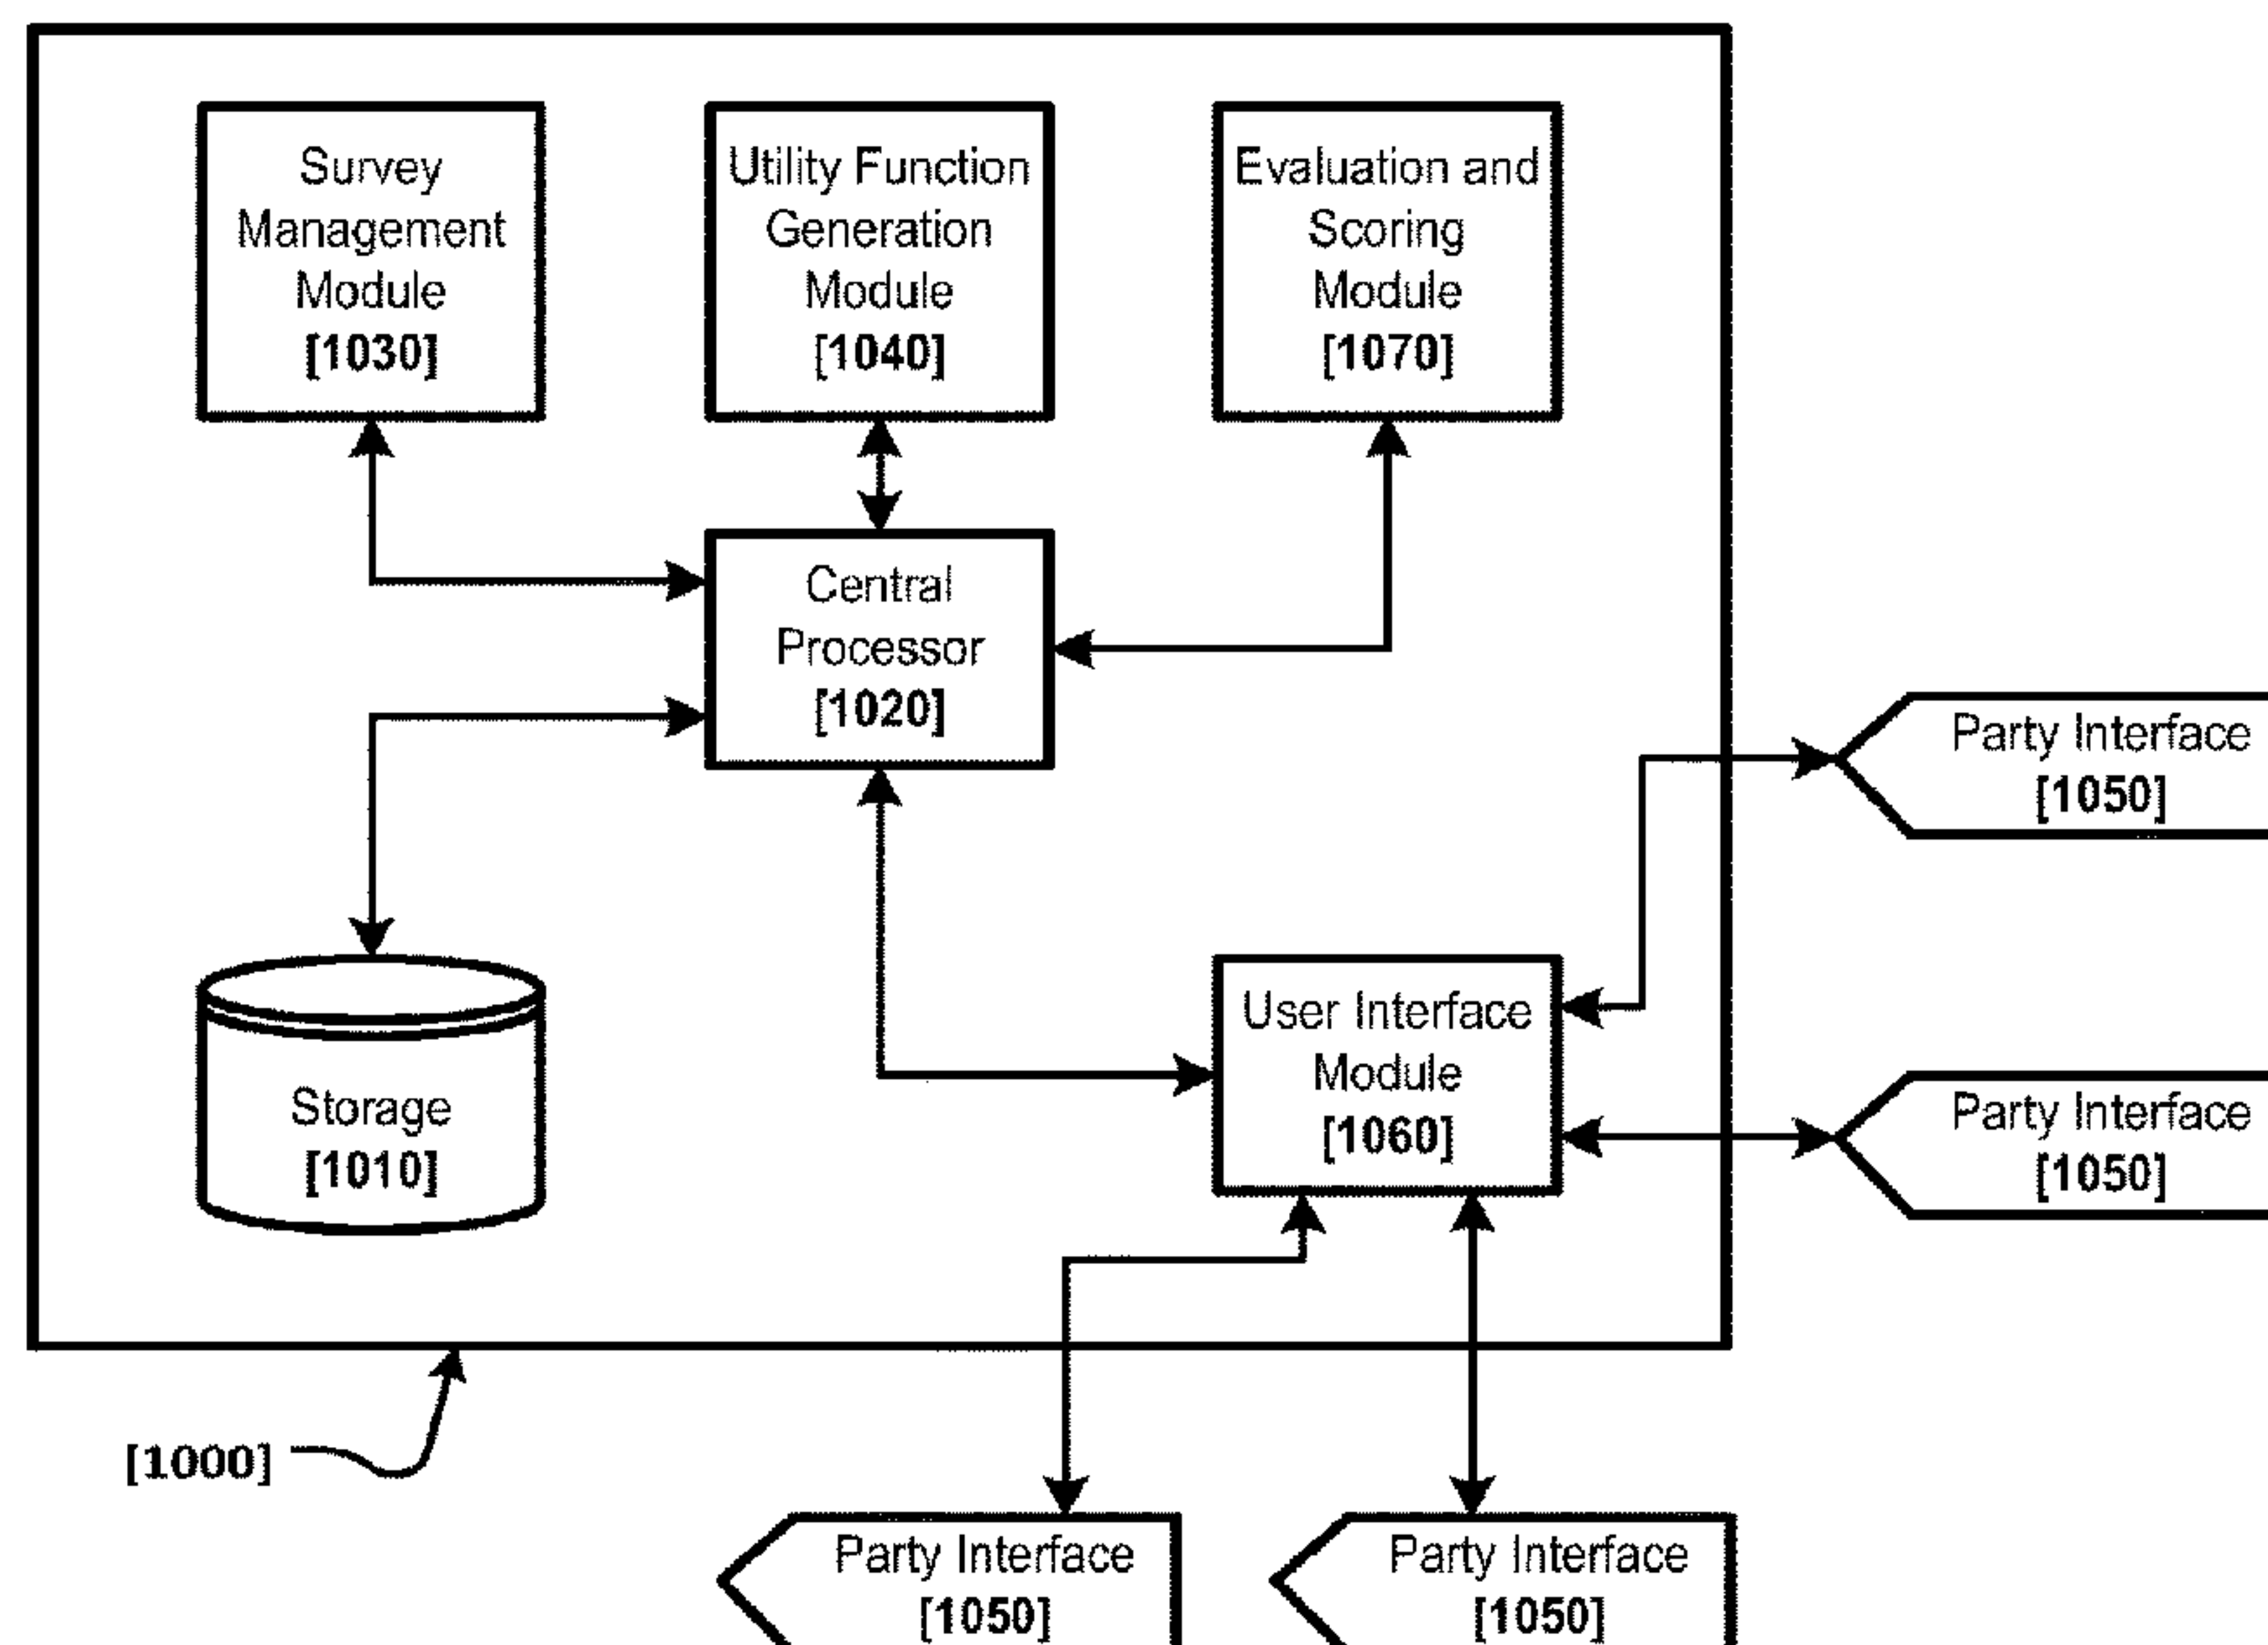 Survey
Management
Module
[1030]
Utility Function
Generation
Module
[1040]
Evaluation and
Scoring
Module
[1070]
Central
Processor
[1020]
Party Interface
[1050]
Storage
[1010]
User Interface
Module
[1060]
Party Interface
[1050]
[1000]
Party Interface
[1050]
Party Interface
[1050]